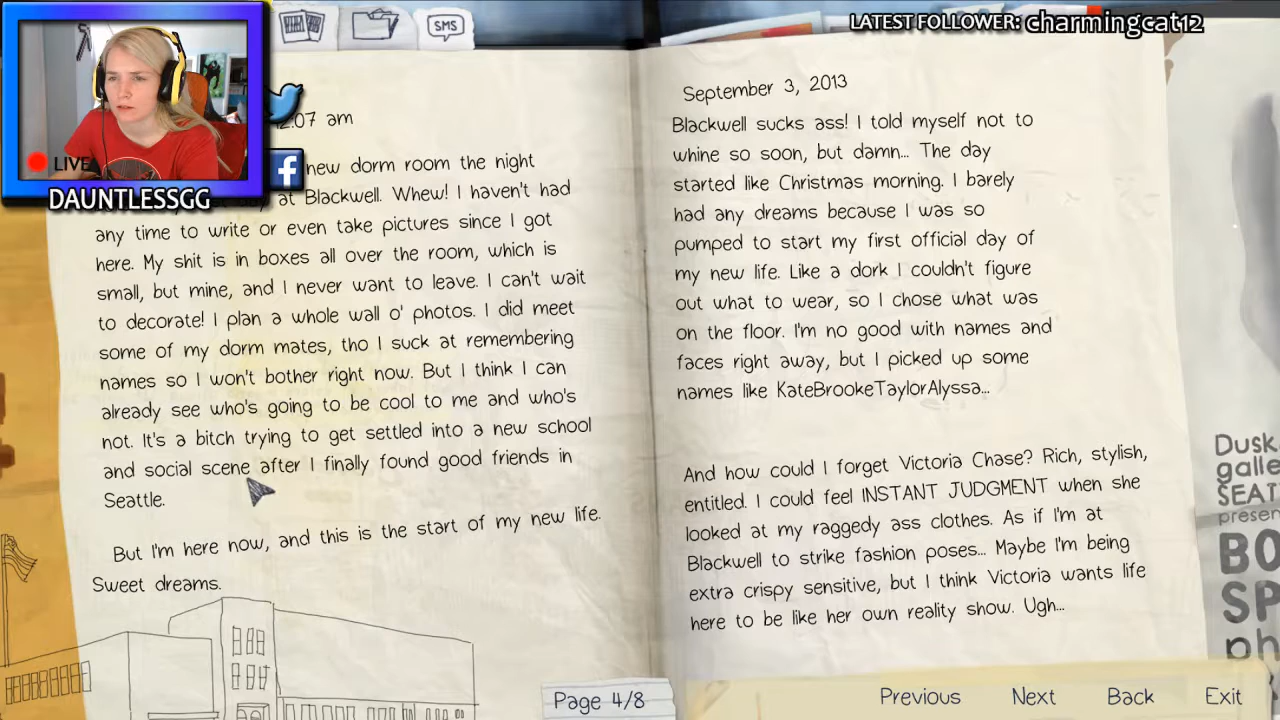 SMS
LATEST FOLLOWER: charmingcat12
LIVE
DAUNTLESSGG
12:07 am
new dorm room the night
at Blackwell. Whew! I haven't had
any time to write or even take pictures since I got
here. My shit is in boxes all over the room, which is
small, but mine, and I never want to leave. I can't wait
to decorate! I plan a whole wall o' photos. I did meet
some of my dorm mates, tho I suck at remembering
names so I won't bother right now. But I think I can
already see who's going to be cool to me and who's
not. It's a bitch trying to get settled into a new school
and social scene after I finally found good friends in
Seattle.
But I'm here now, and this is the start of my new life.
Sweet dreams.
September 3, 2013
Blackwell sucks ass! I told myself not to
whine so soon, but damn... The day
started like Christmas morning. I barely
had any dreams because I was so
pumped to start my first official day of
my new life. Like a dork I couldn't figure
out what to wear, so I chose what was
on the floor. I'm no good with names and
faces right away, but I picked up some
names like KateBrookeTaylorAlyssa...
And how could I forget Victoria Chase? Rich, stylish,
entitled. I could feel INSTANT JUDGMENT when she
looked at my raggedy ass clothes. As if I'm at
Blackwell to strike fashion poses... Maybe I'm being
extra crispy sensitive, but I think Victoria wants life
here to be like her own reality show. Ugh...
Dusk
galle
SEAT
presen
BO
SP
ph
Page 4/8
Previous
Next
Back
Exit